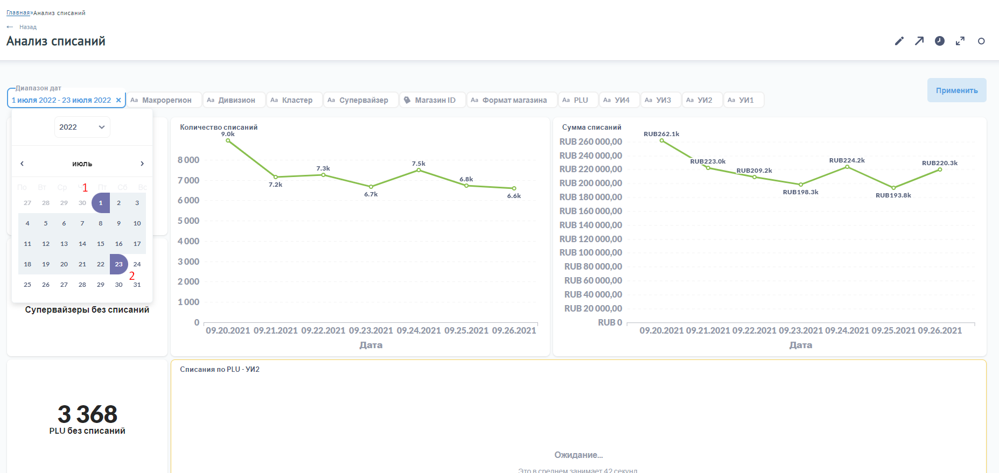 Главная»Анализ списаний
← Назад
Анализ списаний
Диапазон дат
1 июля 2022 - 23 июля 2022 ×
Aa Макрорегион
Aa Дивизион
Aa Кластер
Aa Супервайзер
Магазин ID
Aa Формат магазина
Aa PLU
Aa УИ4
Aa УИ3
Aa УИ2
Aa УИ1
Применить
2022
‹ июль ›
По Вт Ср Пт Сб Вс
1
27 28 29 30 1 2 3
4 5 6 7 8 9 10
11 12 13 14 15 16 17
18 19 20 21 22 23 24
2
25 26 27 28 29 30 31
Супервайзеры без списаний
3 368
PLU без списаний
Количество списаний
9.0k
7.2k
7.3k
6.7k
7.5k
6.8k
6.6k
8 000
7 000
6 000
5 000
4 000
3 000
2 000
1 000
0
09.20.2021 09.21.2021 09.22.2021 09.23.2021 09.24.2021 09.25.2021 09.26.2021
Дата
Сумма списаний
RUB262.1k
RUB223.0k
RUB209.2k
RUB198.3k
RUB224.2k
RUB193.8k
RUB220.3k
RUB 260 000,00
RUB 240 000,00
RUB 220 000,00
RUB 200 000,00
RUB 180 000,00
RUB 160 000,00
RUB 140 000,00
RUB 120 000,00
RUB 100 000,00
RUB 80 000,00
RUB 60 000,00
RUB 40 000,00
RUB 20 000,00
RUB 0
09.20.2021 09.21.2021 09.22.2021 09.23.2021 09.24.2021 09.25.2021 09.26.2021
Дата
Списания по PLU - УИ2
Ожидание...
Это в среднем занимает 42 секунд